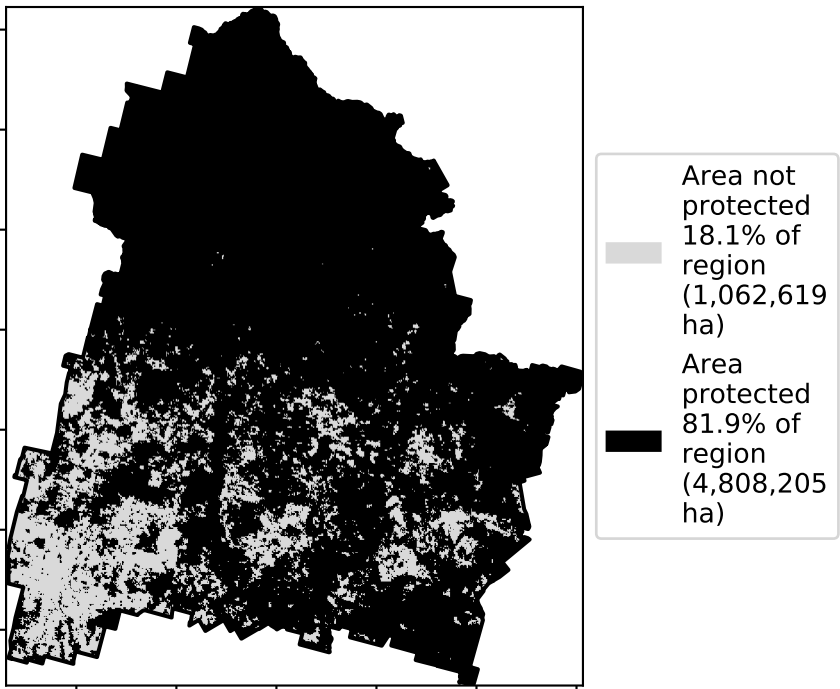 Area not
protected
18.1% of
region
(1,062,619
ha)
Area
protected
81.9% of
region
(4,808,205
ha)